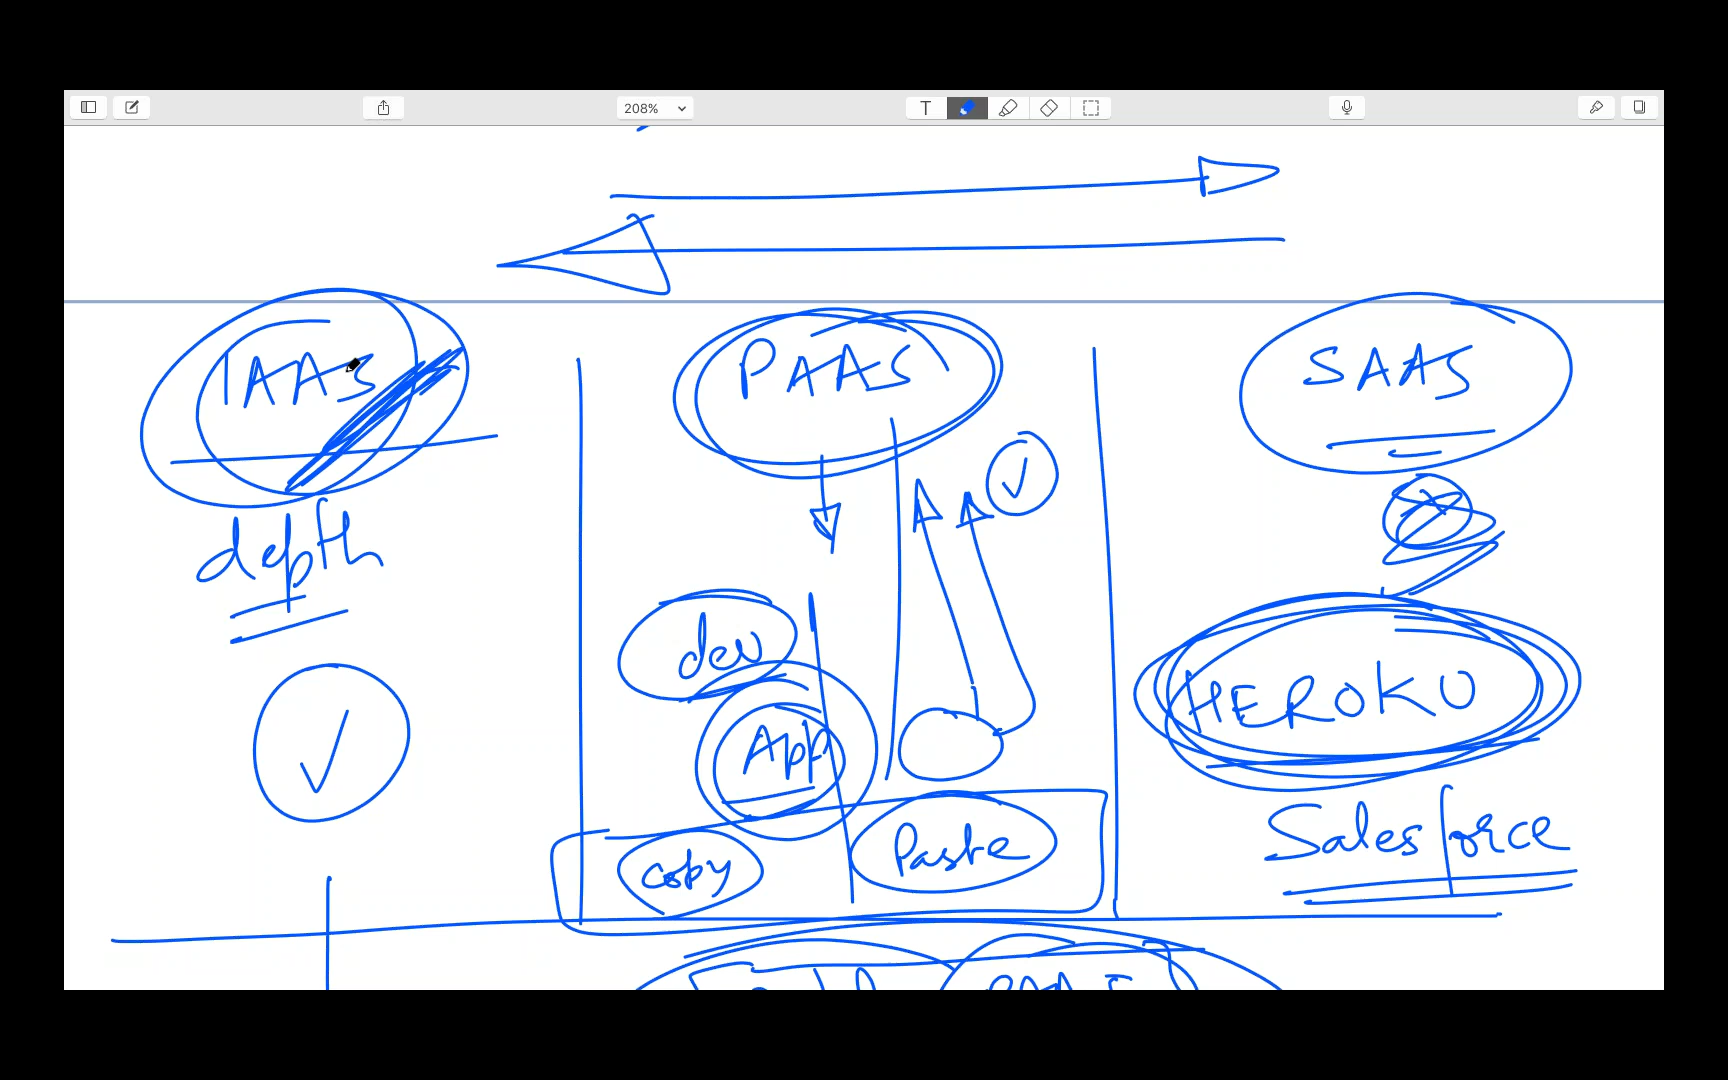 208%
T
IAAS PAAS SAAS
depth
dev
HEROKU
App
Salesforce
copy Paste